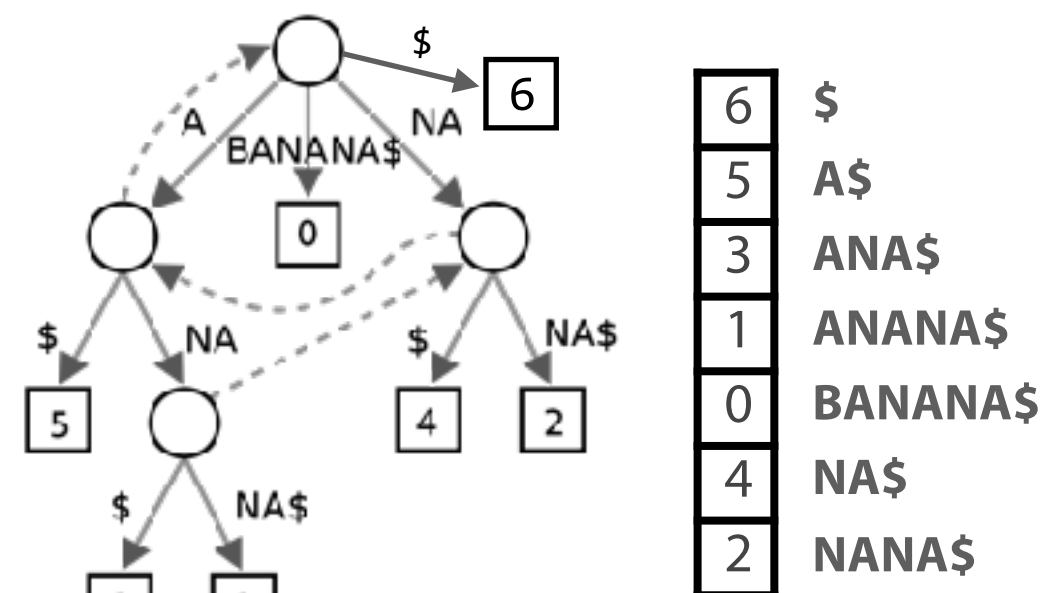 $
6
A
BANANA$
NA
0
$
NA
$
NA$
5
4
2
$
NA$
6 $
5 A$
3 ANA$
1 ANANA$
0 BANANA$
4 NA$
2 NANA$